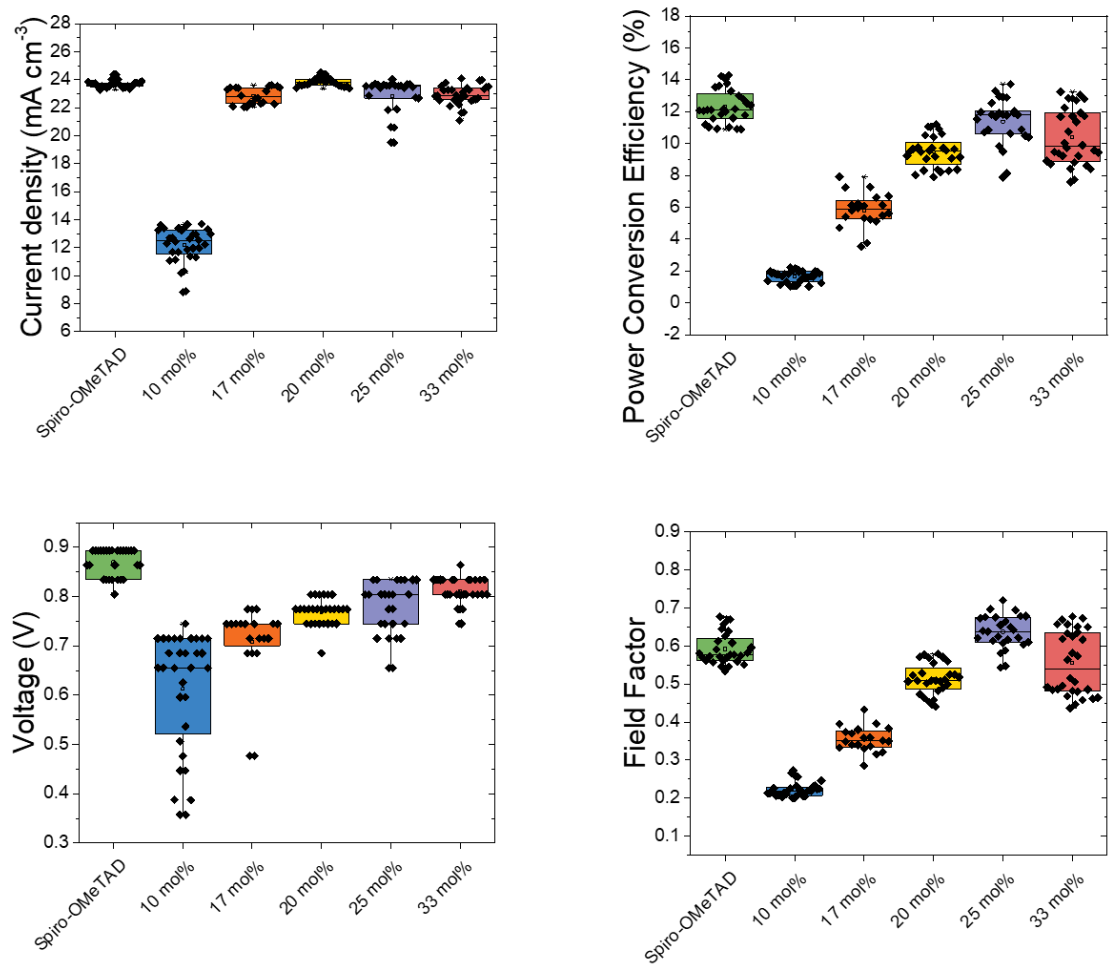 Current density (mA cm⁻³)
28
26
24
22
20
18
16
14
12
10
8
6
Spiro-OMeTAD
10 mol%
17 mol%
20 mol%
25 mol%
33 mol%
Power Conversion Efficiency (%)
18
16
14
12
10
8
6
4
2
0
-2
Spiro-OMeTAD
10 mol%
17 mol%
20 mol%
25 mol%
33 mol%
Voltage (V)
0.9
0.8
0.7
0.6
0.5
0.4
0.3
Spiro-OMeTAD
10 mol%
17 mol%
20 mol%
25 mol%
33 mol%
Field Factor
0.9
0.8
0.7
0.6
0.5
0.4
0.3
0.2
0.1
Spiro-OMeTAD
10 mol%
17 mol%
20 mol%
25 mol%
33 mol%